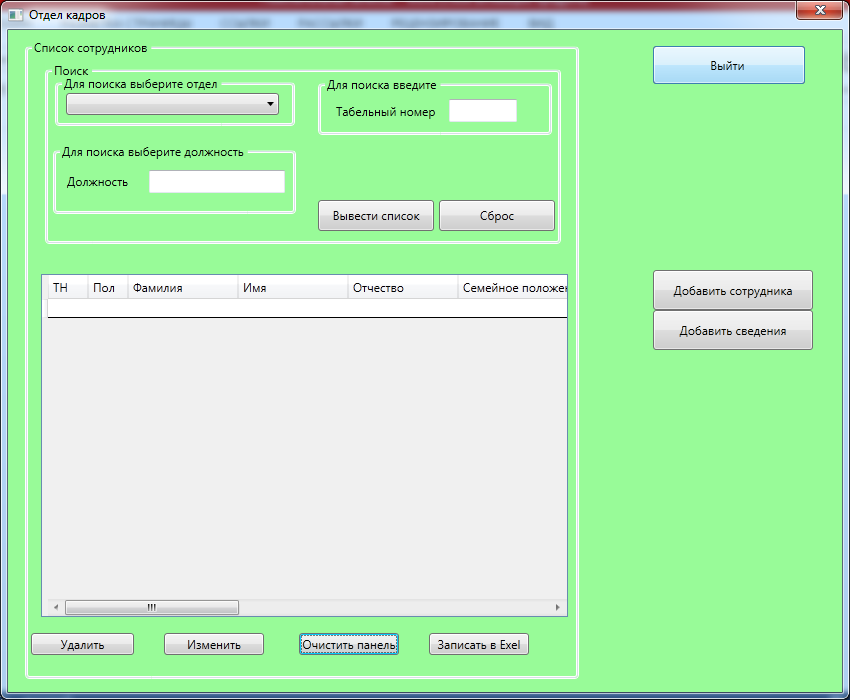 Отдел кадров
Список сотрудников
Выйти
Поиск
Для поиска выберите отдел
Для поиска введите
Табельный номер
Для поиска выберите должность
Должность
Вывести список
Сброс
ТН Пол Фамилия Имя Отчество Семейное положен
Добавить сотрудника
Добавить сведения
Удалить
Изменить
Очистить панель
Записать в Exel